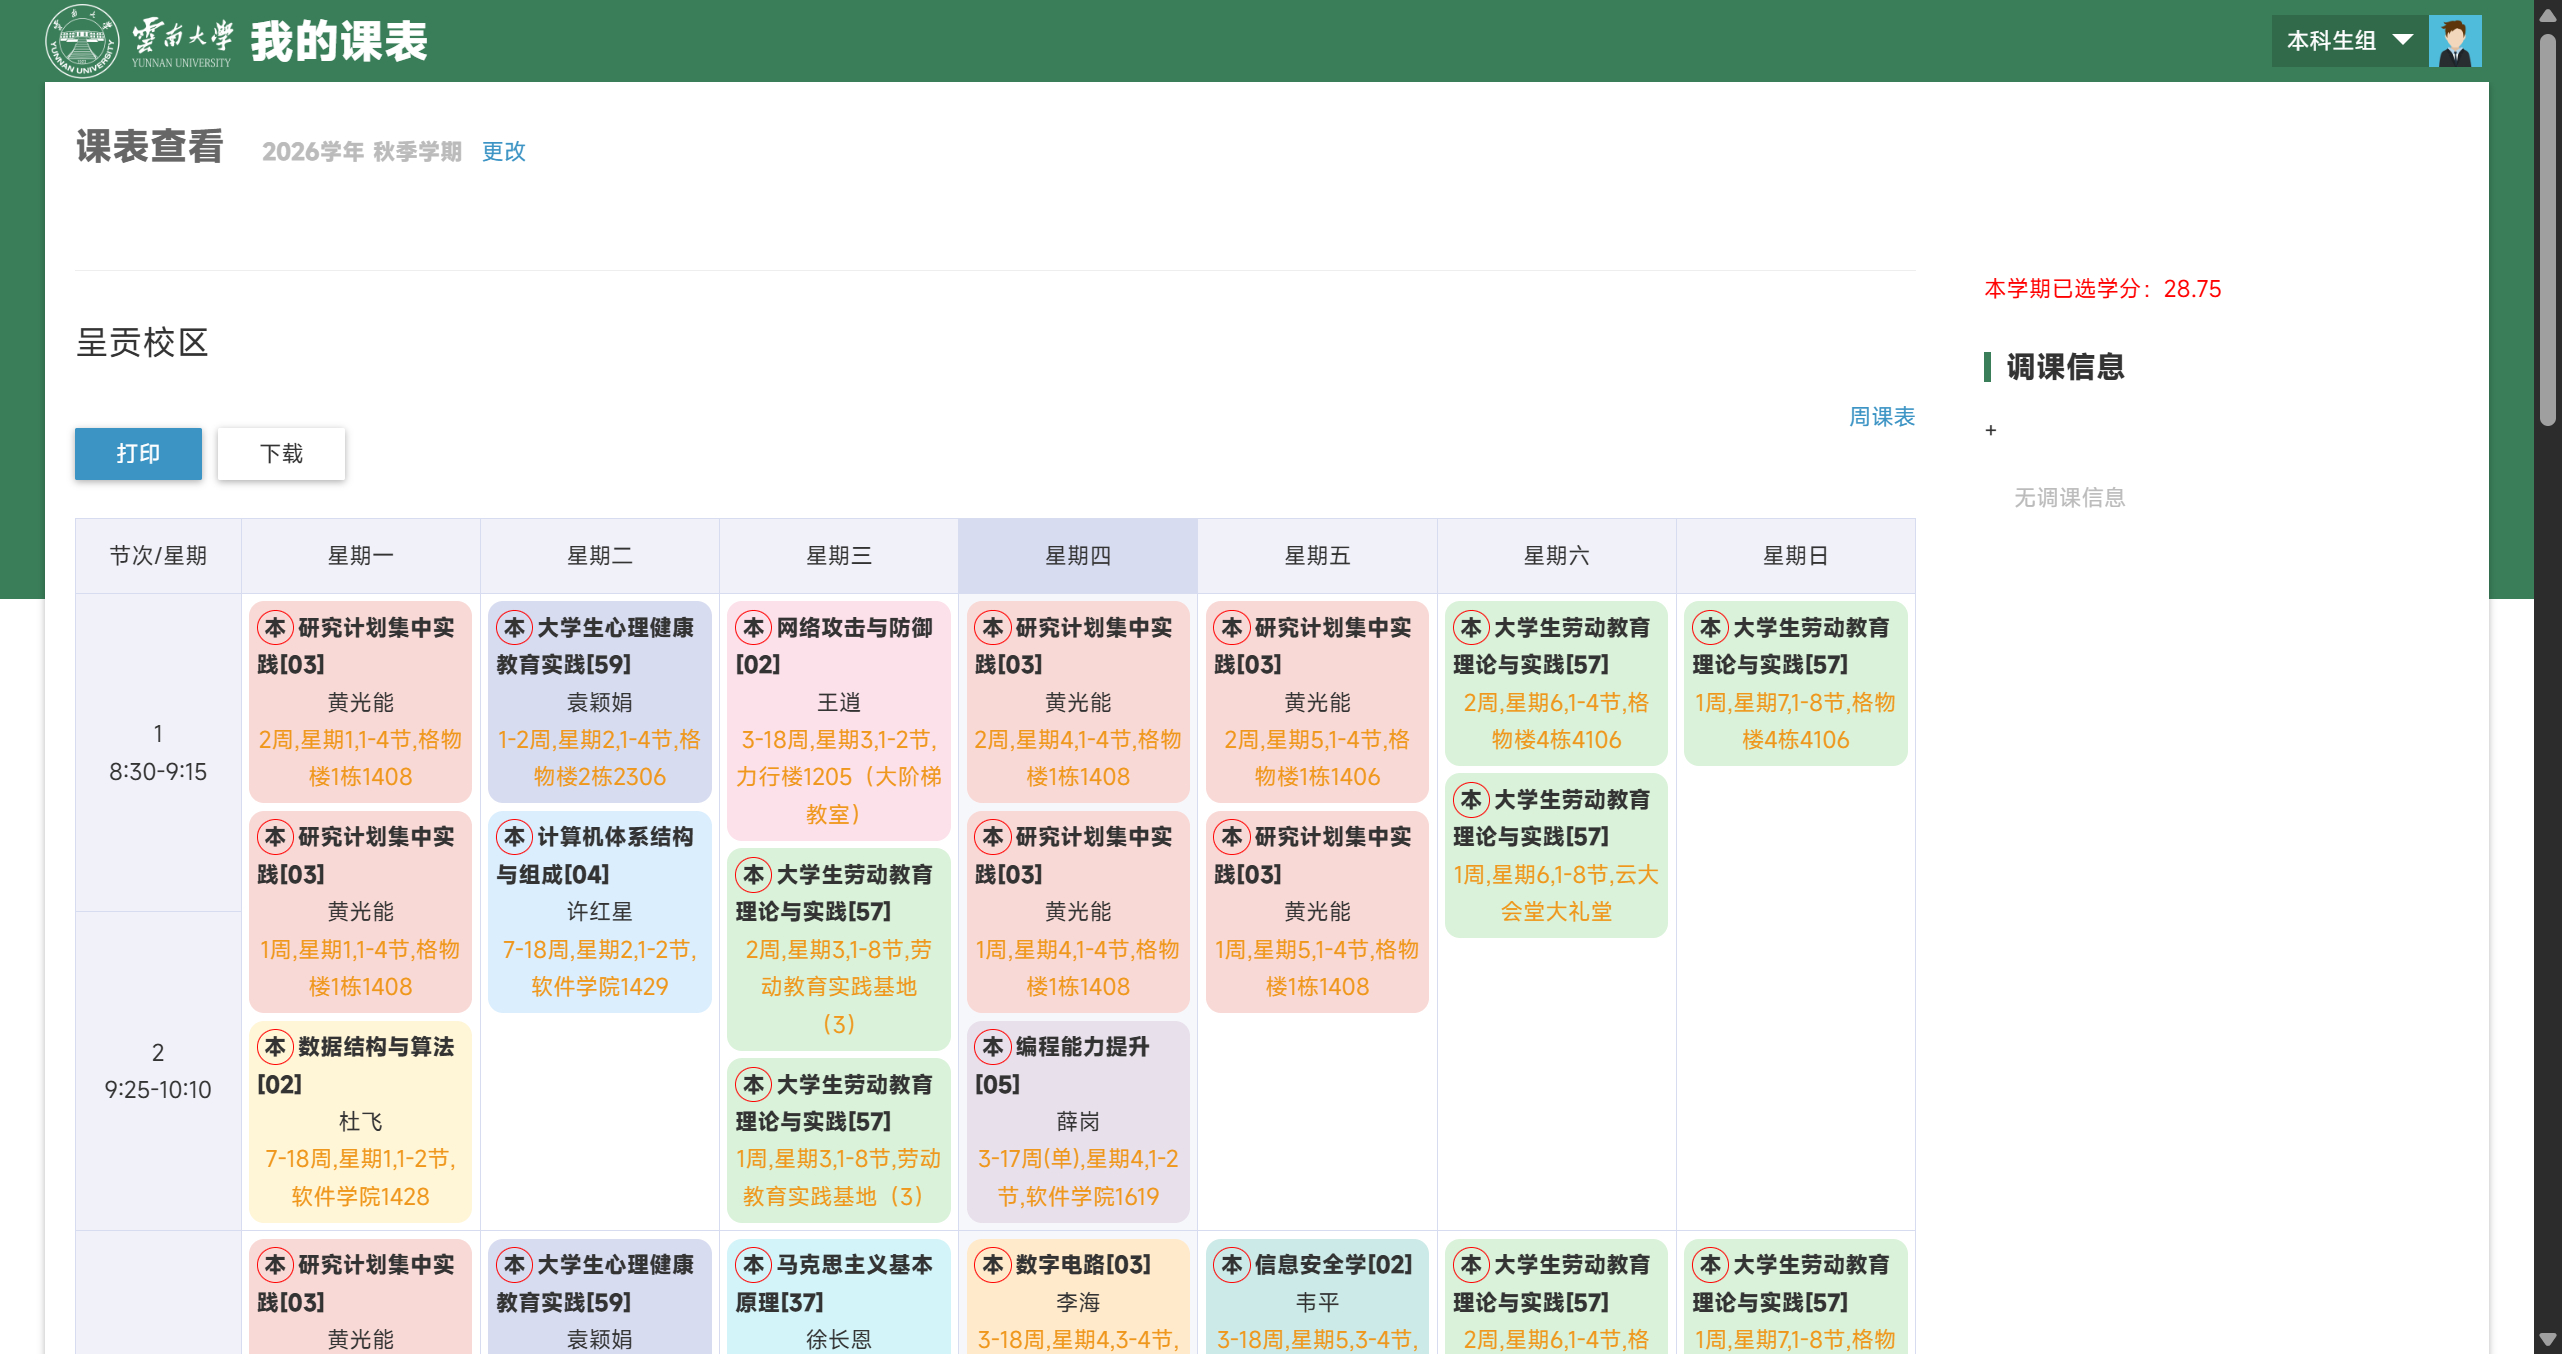 雲南大學
YUNNAN UNIVERSITY
我的课表
本科生组
课表查看
2026学年 秋季学期
更改
本学期已选学分：28.75
呈贡校区
调课信息
周课表
+
打印
下载
无调课信息
节次/星期
星期一
星期二
星期三
星期四
星期五
星期六
星期日
1
8:30-9:15
2
9:25-10:10
本 研究计划集中实
践[03]
黄光能
2周,星期1,1-4节,格物
楼1栋1408
本 研究计划集中实
践[03]
黄光能
1周,星期1,1-4节,格物
楼1栋1408
本 数据结构与算法
[02]
杜飞
7-18周,星期1,1-2节,
软件学院1428
本 大学生心理健康
教育实践[59]
袁颖娟
1-2周,星期2,1-4节,格
物楼2栋2306
本 计算机体系结构
与组成[04]
许红星
7-18周,星期2,1-2节,
软件学院1429
本 网络攻击与防御
[02]
王逍
3-18周,星期3,1-2节,
力行楼1205（大阶梯
教室）
本 大学生劳动教育
理论与实践[57]
2周,星期3,1-8节,劳
动教育实践基地
（3）
本 大学生劳动教育
理论与实践[57]
1周,星期3,1-8节,劳动
教育实践基地（3）
本 研究计划集中实
践[03]
黄光能
2周,星期4,1-4节,格物
楼1栋1408
本 研究计划集中实
践[03]
黄光能
1周,星期4,1-4节,格物
楼1栋1408
本 编程能力提升
[05]
薛岗
3-17周(单),星期4,1-2
节,软件学院1619
本 研究计划集中实
践[03]
黄光能
2周,星期5,1-4节,格
物楼1栋1406
本 研究计划集中实
践[03]
黄光能
1周,星期5,1-4节,格物
楼1栋1408
本 大学生劳动教育
理论与实践[57]
2周,星期6,1-4节,格
物楼4栋4106
本 大学生劳动教育
理论与实践[57]
1周,星期6,1-8节,云大
会堂大礼堂
本 大学生劳动教育
理论与实践[57]
1周,星期7,1-8节,格物
楼4栋4106
本 研究计划集中实
践[03]
黄光能
本 大学生心理健康
教育实践[59]
袁颖娟
本 马克思主义基本
原理[37]
徐长恩
本 数字电路[03]
李海
3-18周,星期4,3-4节,
本 信息安全学[02]
韦平
3-18周,星期5,3-4节,
本 大学生劳动教育
理论与实践[57]
2周,星期6,1-4节,格
本 大学生劳动教育
理论与实践[57]
1周,星期7,1-8节,格物